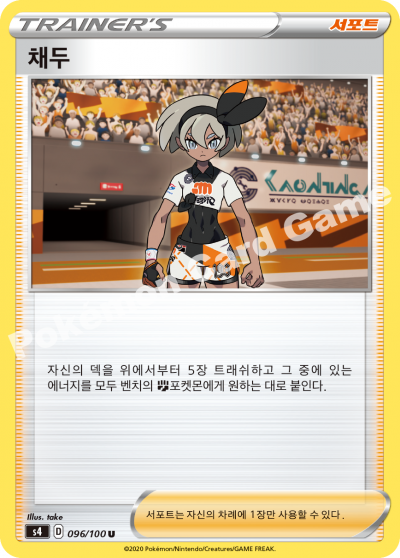 TRAINER'S 서포트
채두
Pokémon Card Game
자신의 덱을 위에서부터 5장 트래쉬하고 그 중에 있는
에너지를 모두 벤치의 포켓몬에게 원하는 대로 붙인다.
Illus. take
s4 D 096/100 U
서포트는 자신의 차례에 1장만 사용할 수 있다.
©2020 Pokémon/Nintendo/Creatures/GAME FREAK.